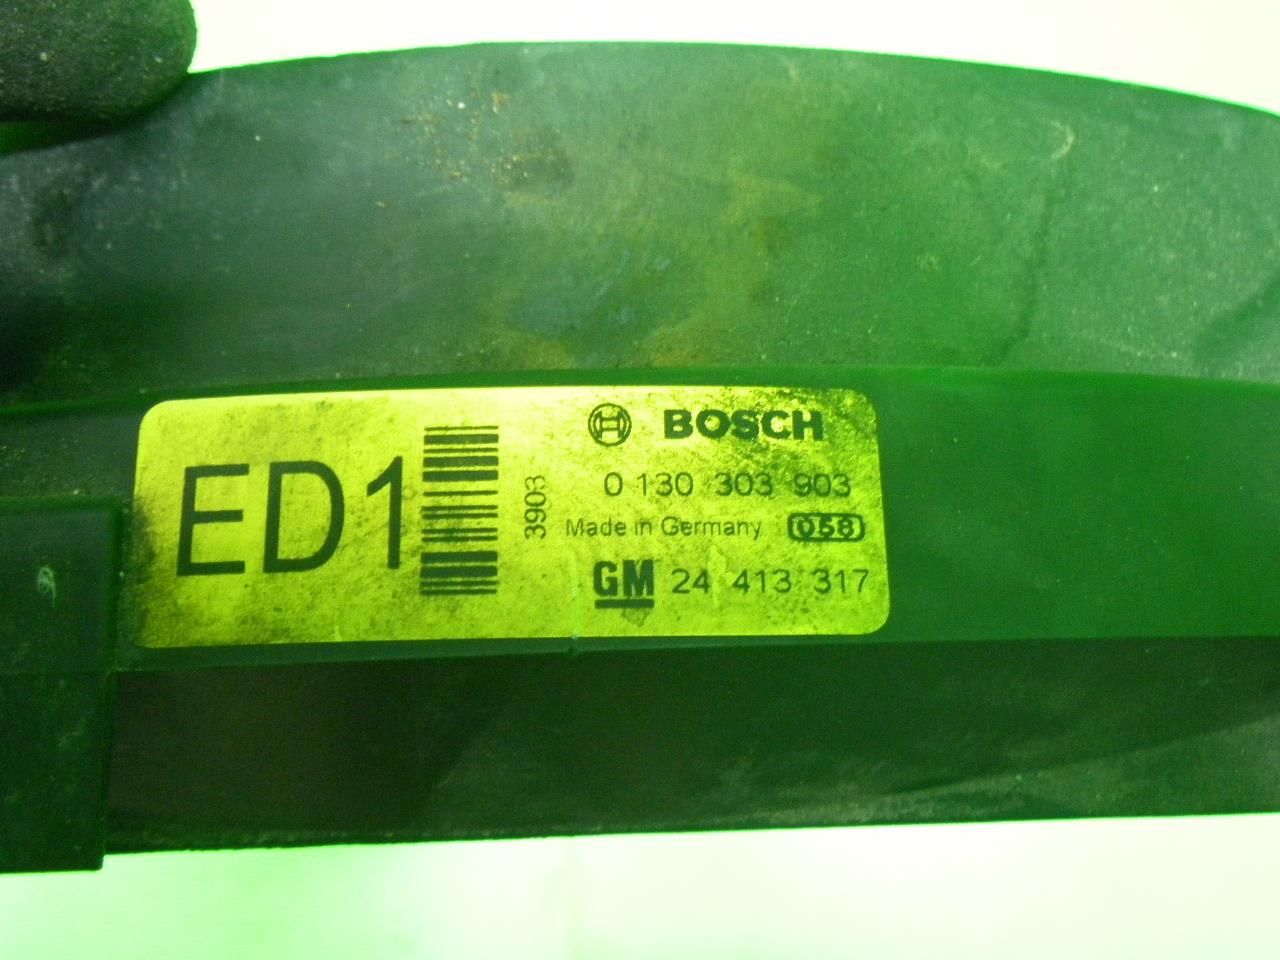 ED1
3903
BOSCH
0 130 303 903
Made in Germany 058
GM 24 413 317